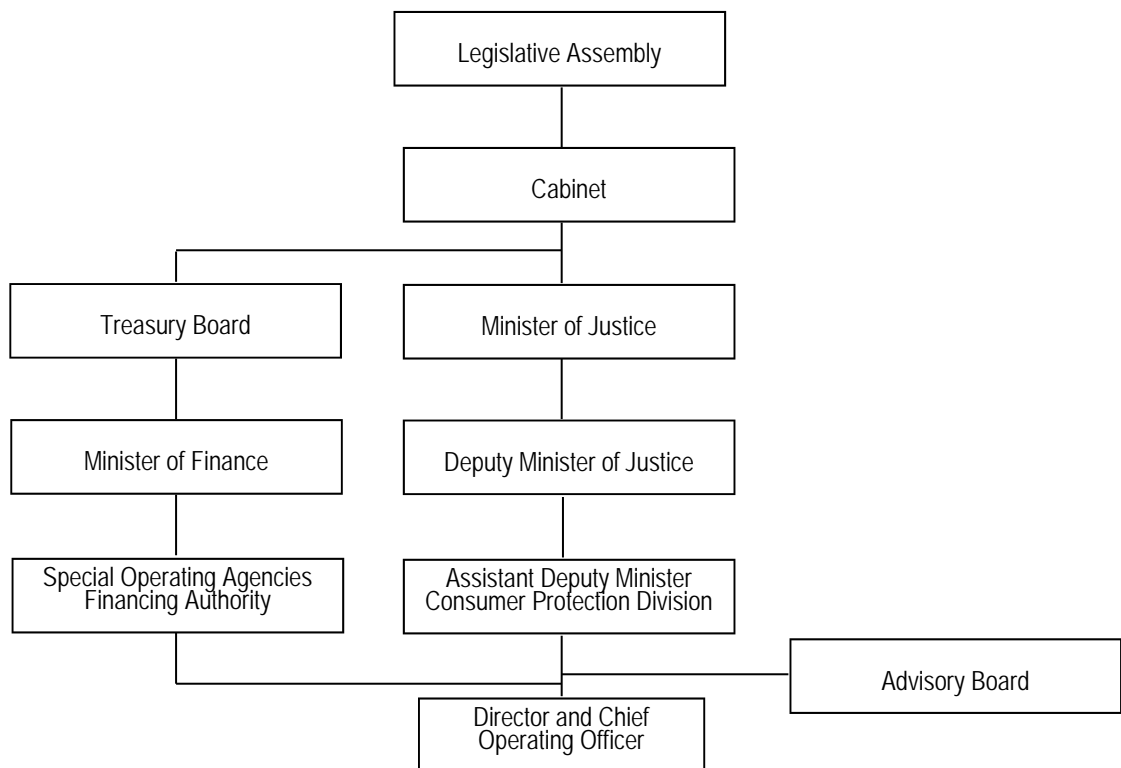 Legislative Assembly
Cabinet
Treasury Board
Minister of Justice
Minister of Finance
Deputy Minister of Justice
Special Operating Agencies
Financing Authority
Assistant Deputy Minister
Consumer Protection Division
Advisory Board
Director and Chief
Operating Officer